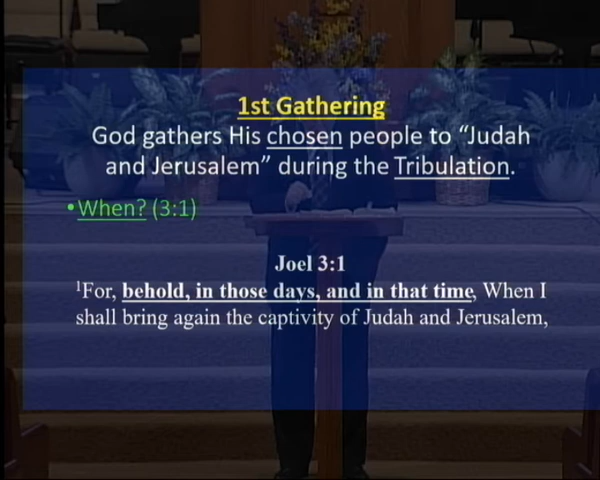 1st Gathering
God gathers His chosen people to “Judah
and Jerusalem” during the Tribulation.
•When? (3:1)
Joel 3:1
¹For, behold, in those days, and in that time, When I
shall bring again the captivity of Judah and Jerusalem,